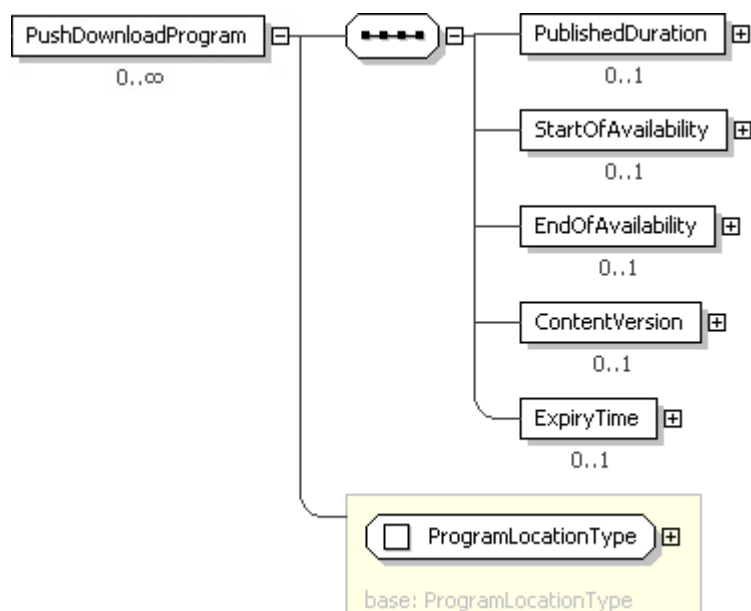 PushDownloadProgram
0..∞
PublishedDuration
0..1
StartOfAvailability
0..1
EndOfAvailability
0..1
ContentVersion
0..1
ExpiryTime
0..1
ProgramLocationType
base: ProgramLocationType